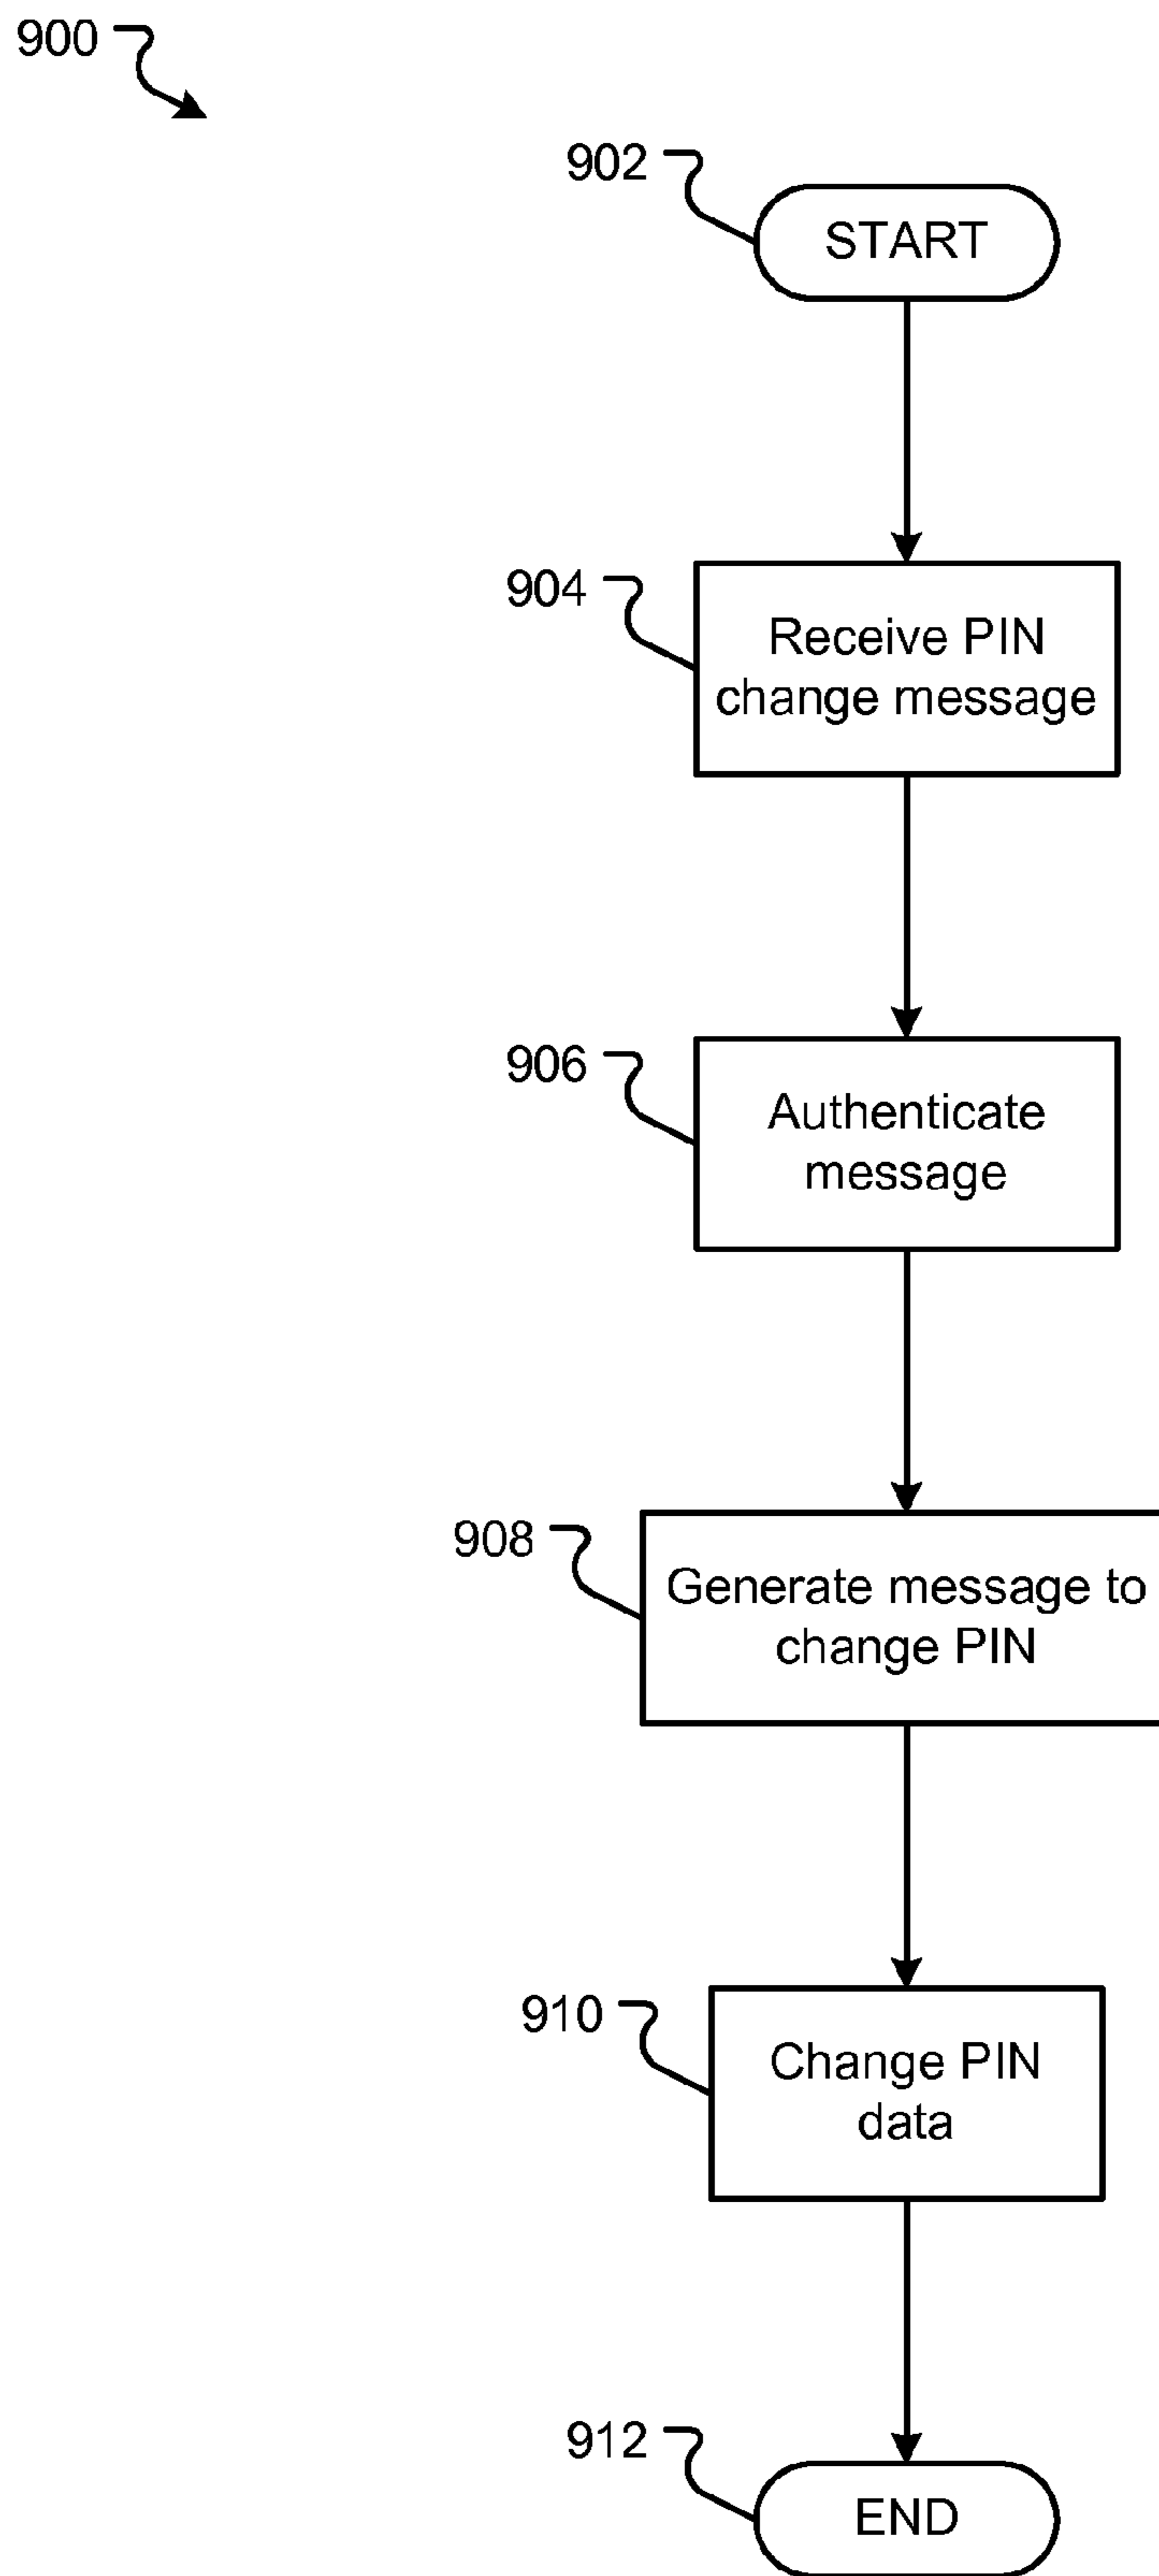 900
902
START
904
Receive PIN
change message
906
Authenticate
message
908
Generate message to
change PIN
910
Change PIN
data
912
END